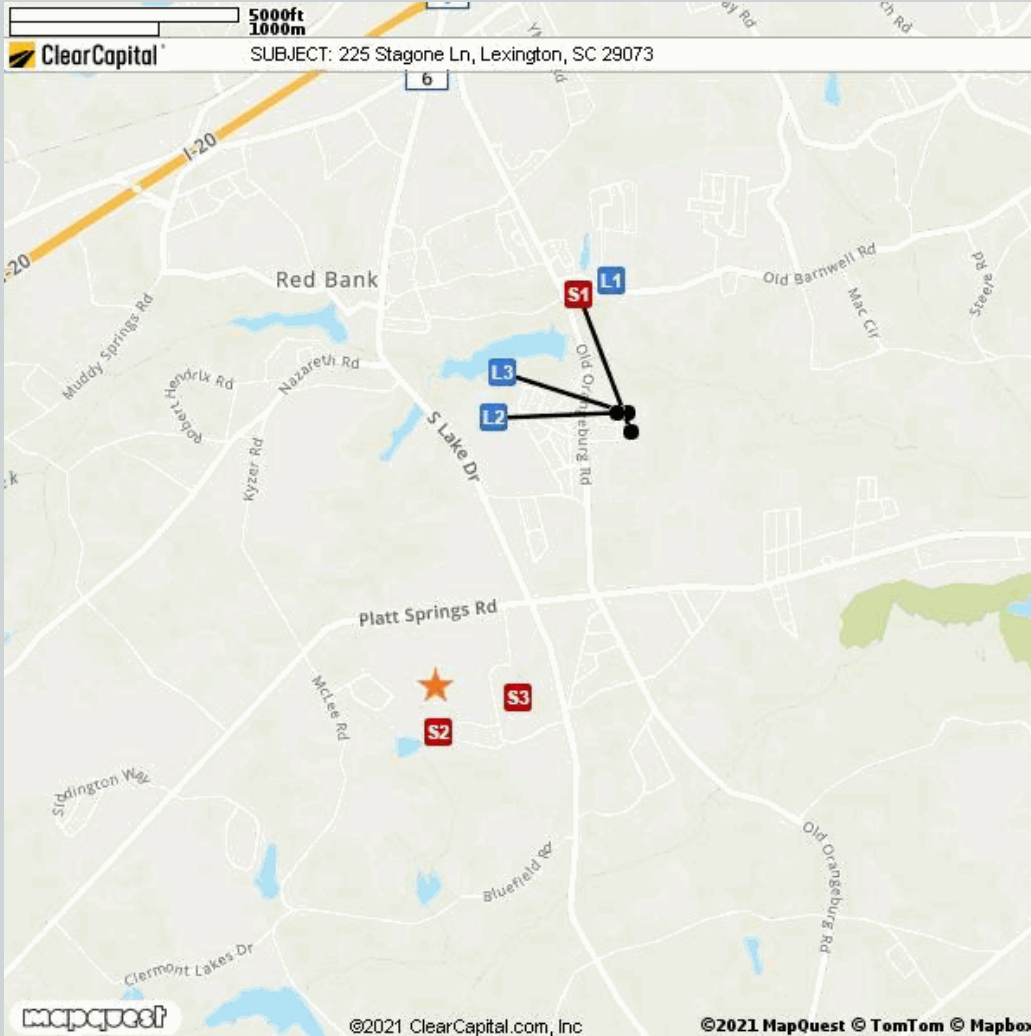 5000ft
1000m
ClearCapital
SUBJECT: 225 Stagone Ln, Lexington, SC 29073
6
I-20
-20
Red Bank
Old Barnwell Rd
Steere Rd
Mac Cir
S1
L1
Muddy Springs Rd
Robert Hendrix Rd
Nazareth Rd
L3
L2
Old Orangeburg Rd
S Lake Dr
Kyzer Rd
Platt Springs Rd
McLee Rd
S3
S2
Bluefield Rd
Old Orangeburg Rd
Clermont Lakes Dr
mapquest
©2021 ClearCapital.com, Inc
©2021 MapQuest © TomTom © Mapbox